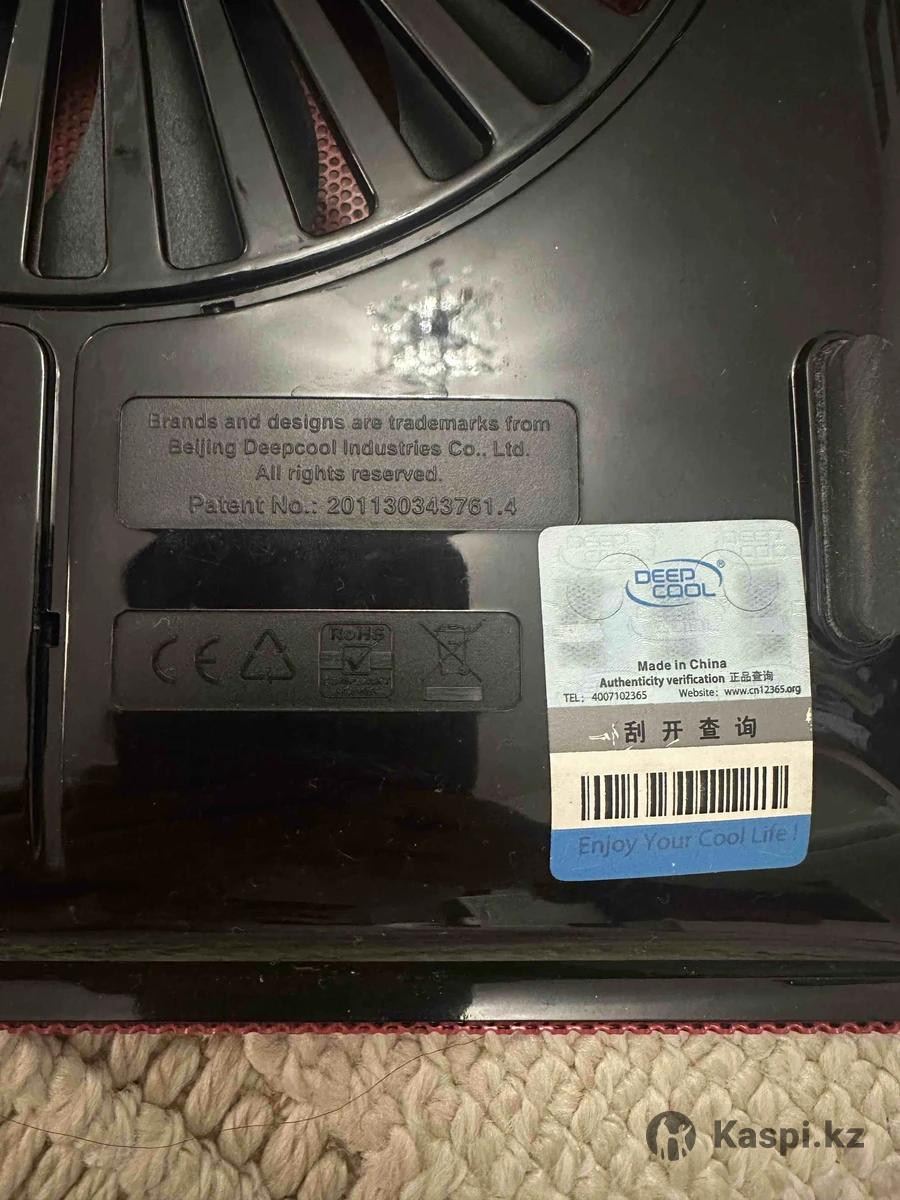 Brands and designs are trademarks from
Beijing Deepcool Industries Co., Ltd.
All rights reserved.
Patent No.: 201130343761.4
CE
RoHS
DEEP
COOL®
Made in China
Authenticity verification 正品查询
TEL: 4007102365 Website: www.cn12365.org
刮开查询
Enjoy Your Cool Life !
Kaspi.kz